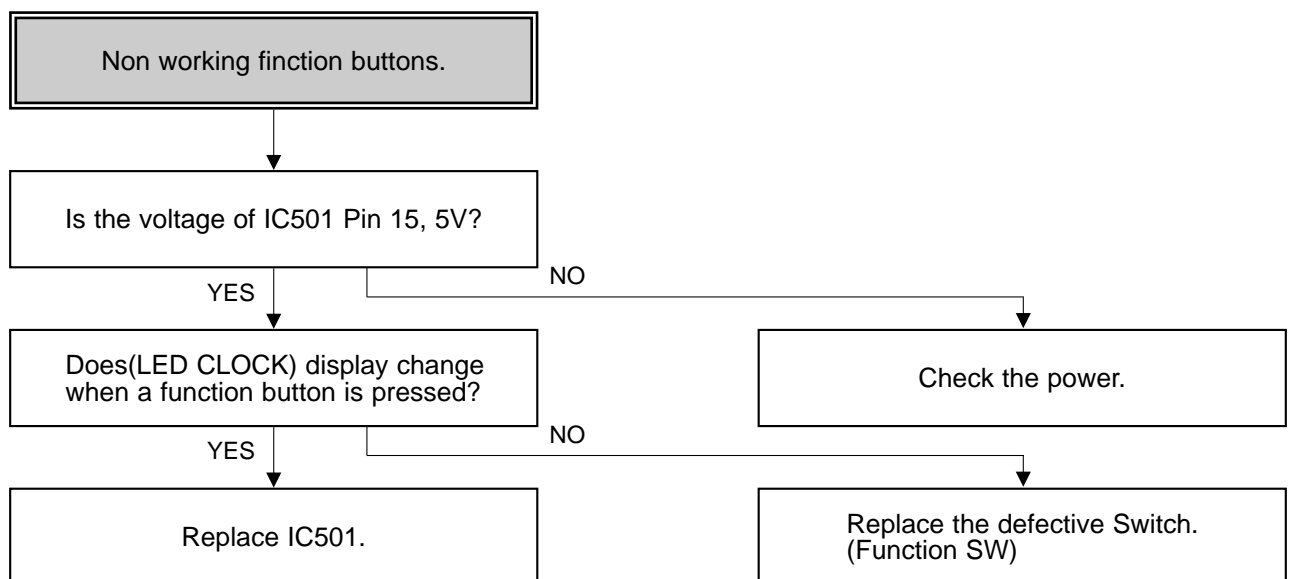 Non working finction buttons.
Is the voltage of IC501 Pin 15, 5V?
NO
YES
Does(LED CLOCK) display change
when a function button is pressed?
Check the power.
NO
YES
Replace IC501.
Replace the defective Switch.
(Function SW)